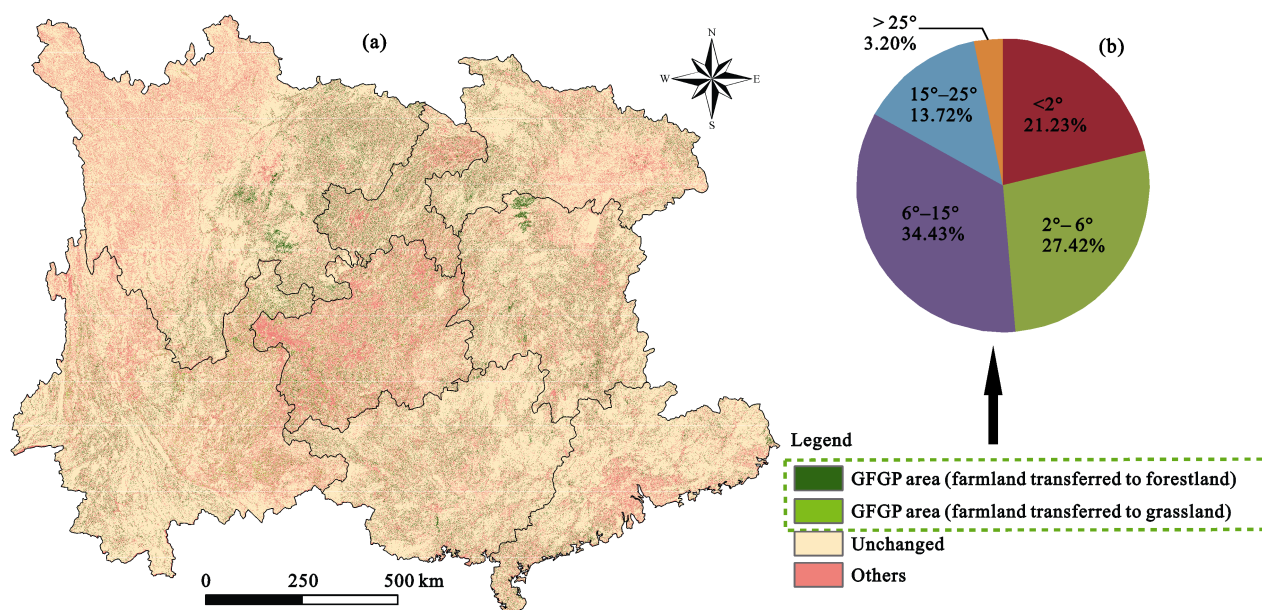 (a)
N
W E
S
> 25°
3.20%
(b)
15°–25°
13.72%
<2°
21.23%
6°–15°
34.43%
2°– 6°
27.42%
Legend
GFGP area (farmland transferred to forestland)
GFGP area (farmland transferred to grassland)
Unchanged
Others
0 250 500 km